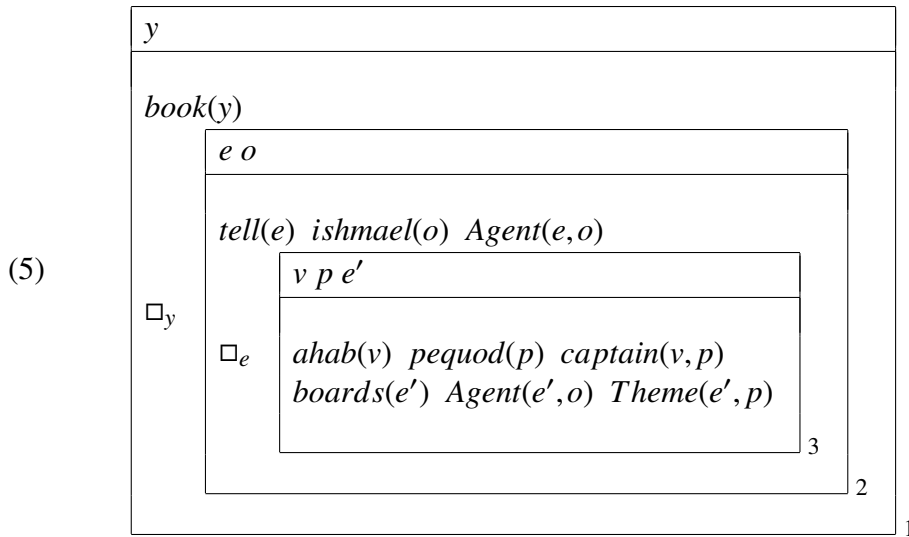 y
book(y)
e o
tell(e) ishmael(o) Agent(e,o)
v p e′
(5)
□y
□e ahab(v) pequod(p) captain(v,p)
boards(e′) Agent(e′,o) Theme(e′,p)
3
2
1